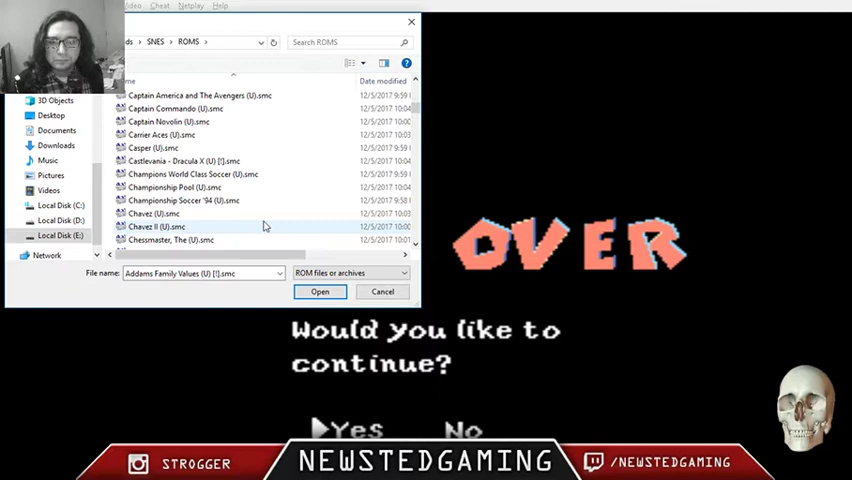 Video Cheat Netplay Help
ds > SNES > ROMS >
Search ROMS
me
Date modified
3D Objects
Desktop
Documents
Downloads
Music
Pictures
Videos
Local Disk (C:)
Local Disk (D:)
Local Disk (E:)
Network
Captain America and The Avengers (U).smc 12/5/2017 9:59
Captain Commando (U).smc 12/5/2017 10:04
Captain Novolin (U).smc 12/5/2017 10:04
Carrier Aces (U).smc 12/5/2017 10:03
Casper (U).smc 12/5/2017 9:59
Castlevania - Dracula X (U) [!].smc 12/5/2017 10:04
Champions World Class Soccer (U).smc 12/5/2017 9:59
Championship Pool (U).smc 12/5/2017 10:04
Championship Soccer '94 (U).smc 12/5/2017 9:58
Chavez (U).smc 12/5/2017 10:03
Chavez II (U).smc 12/5/2017 10:00
Chessmaster, The (U).smc 12/5/2017 10:01
File name: Addams Family Values (U) [!].smc
ROM files or archives
Open Cancel
OVER
Would you like to
continue?
Yes No
STROGGER
NEWSTEDGAMING
/NEWSTEDGAMING